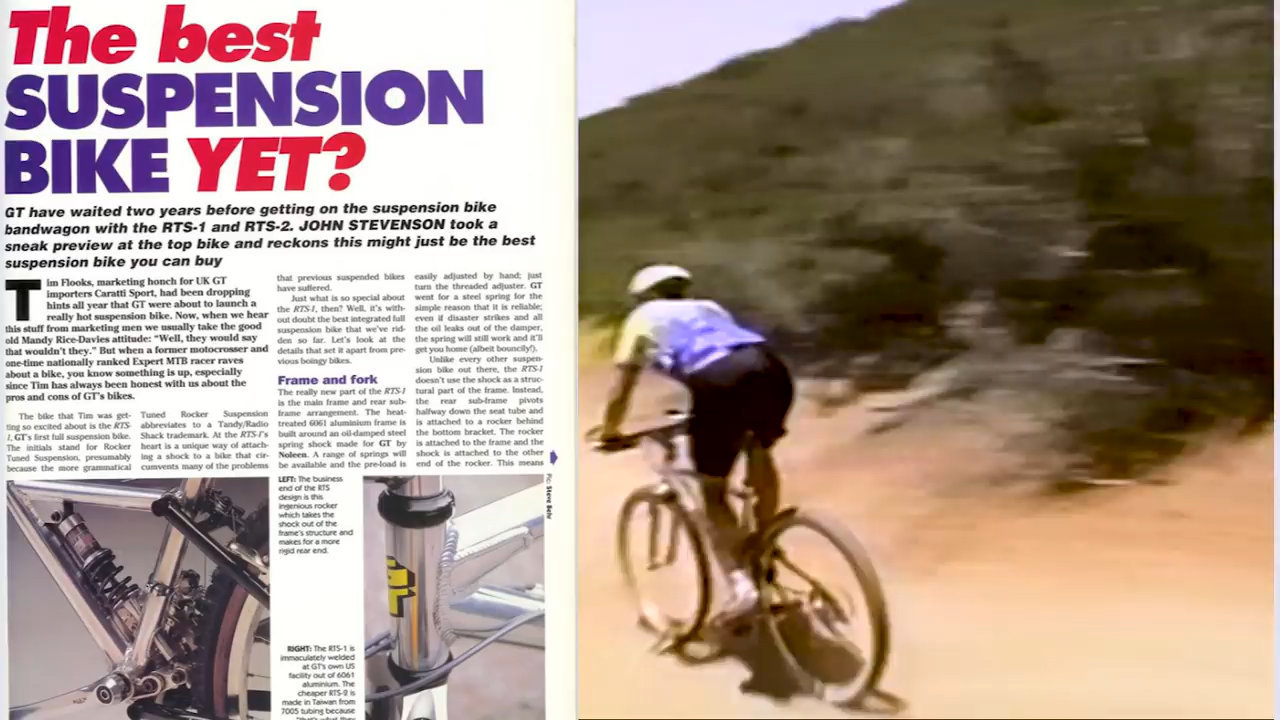 The best
SUSPENSION
BIKE YET?
GT have waited two years before getting on the suspension bike
bandwagon with the RTS-1 and RTS-2. JOHN STEVENSON took a
sneak preview at the top bike and reckons this might just be the best
suspension bike you can buy
Tim Flooks, marketing honch for UK GT
importers Caratti Sport, had been dropping
hints all year that GT were about to launch a
really hot suspension bike. Now, when we hear
this stuff from marketing men we usually take the good
old Mandy Rice-Davies attitude: "Well, they would say
that wouldn't they." But when a former motocrosser and
one-time nationally ranked Expert MTB racer raves
about a bike, you know something is up, especially
since Tim has always been honest with us about the
pros and cons of GT's bikes.
The bike that Tim was get-
ting so excited about is the RTS-
1, GT's first full suspension bike.
The initials stand for Rocker
Tuned Suspension, presumably
because the more grammatical
Tuned Rocker Suspension
abbreviates to a Tandy/Radio
Shack trademark. At the RTS-1's
heart is a unique way of attach-
ing a shock to a bike that cir-
cumvents many of the problems
that previous suspended bikes
have suffered.
Just what is so special about
the RTS-1, then? Well, it's with-
out doubt the best integrated full
suspension bike that we've rid-
den so far. Let's look at the
details that set it apart from pre-
vious boingy bikes.
Frame and fork
The really new part of the RTS-1
is the main frame and rear sub-
frame arrangement. The heat-
treated 6061 aluminium frame is
built around an oil-damped steel
spring shock made for GT by
Noleen. A range of springs will
be available and the pre-load is
easily adjusted by hand; just
turn the threaded adjuster. GT
went for a steel spring for the
simple reason that it is reliable;
even if disaster strikes and all
the oil leaks out of the damper,
the spring will still work and it'll
get you home (albeit bouncily!).
Unlike every other suspen-
sion bike out there, the RTS-1
doesn't use the shock as a struc-
tural part of the frame. Instead,
the rear sub-frame pivots
halfway down the seat tube and
is attached to a rocker behind
the bottom bracket. The rocker
is attached to the frame and the
shock is attached to the other
end of the rocker. This means
Pic: Steve Behr
LEFT: The business
end of the RTS
design is this
ingenious rocker
which takes the
shock out of the
frame's structure and
makes for a more
rigid rear end.
GT
RIGHT: The RTS-1 is
immaculately welded
at GT's own US
facility out of 6061
aluminium. The
cheaper RTS-2 is
made in Taiwan from
7005 tubing because
"that's what they